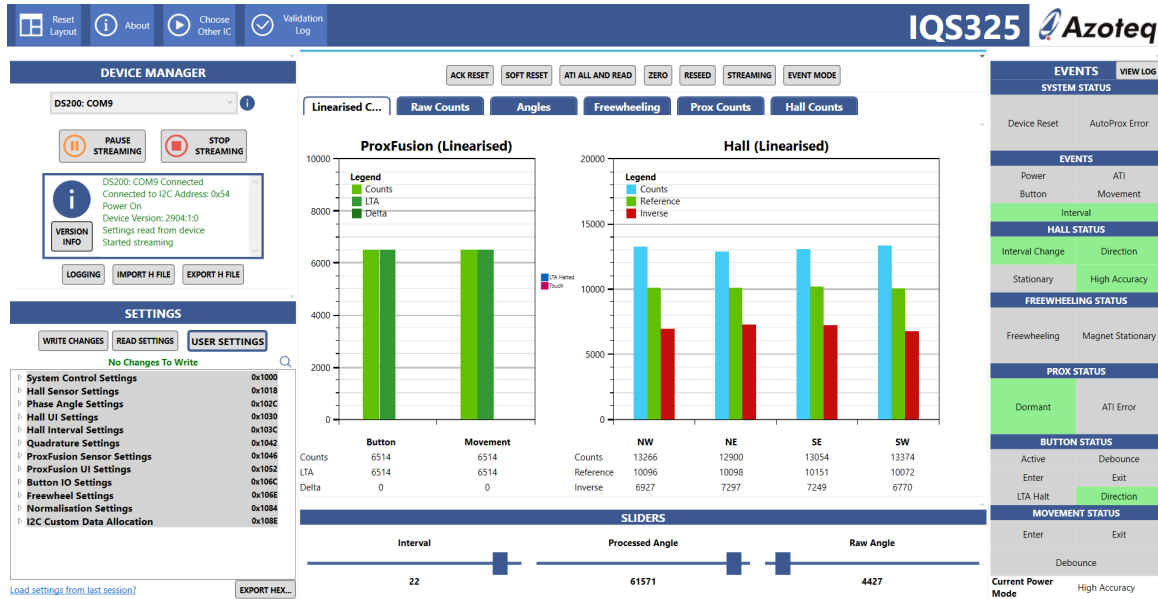 Reset Layout
About
Choose Other IC
Validation Log
IQS325
Azoteq
DEVICE MANAGER
DS200: COM9
PAUSE STREAMING
STOP STREAMING
DS200: COM9 Connected
Connected to I2C Address: 0x54
Power On
Device Version: 2904:1:0
Settings read from device
Started streaming
VERSION INFO
LOGGING
IMPORT H FILE
EXPORT H FILE
SETTINGS
WRITE CHANGES
READ SETTINGS
USER SETTINGS
No Changes To Write
System Control Settings 0x1000
Hall Sensor Settings 0x1018
Phase Angle Settings 0x102C
Hall UI Settings 0x1030
Hall Interval Settings 0x103C
Quadrature Settings 0x1042
ProxFusion Sensor Settings 0x1046
ProxFusion UI Settings 0x1052
Button IO Settings 0x106C
Freewheel Settings 0x106E
Normalisation Settings 0x1084
I2C Custom Data Allocation 0x108E
Load settings from last session?
EXPORT HEX...
ACK RESET
SOFT RESET
ATI ALL AND READ
ZERO
RESEED
STREAMING
EVENT MODE
Linearised C...
Raw Counts
Angles
Freewheeling
Prox Counts
Hall Counts
ProxFusion (Linearised)
10000
8000
6000
4000
2000
0
Legend
Counts
LTA
Delta
LTA Halted
Touch
Button Movement
Counts 6514 6514
LTA 6514 6514
Delta 0 0
Hall (Linearised)
20000
15000
10000
5000
0
Legend
Counts
Reference
Inverse
NW NE SE SW
Counts 13266 12900 13054 13374
Reference 10096 10098 10151 10072
Inverse 6927 7297 7249 6770
SLIDERS
Interval
22
Processed Angle
61571
Raw Angle
4427
EVENTS
VIEW LOG
SYSTEM STATUS
Device Reset AutoProx Error
EVENTS
Power ATI
Button Movement
Interval
HALL STATUS
Interval Change Direction
Stationary High Accuracy
FREEWHEELING STATUS
Freewheeling Magnet Stationary
PROX STATUS
Dormant ATI Error
BUTTON STATUS
Active Debounce
Enter Exit
LTA Halt Direction
MOVEMENT STATUS
Enter Exit
Debounce
Current Power Mode
High Accuracy